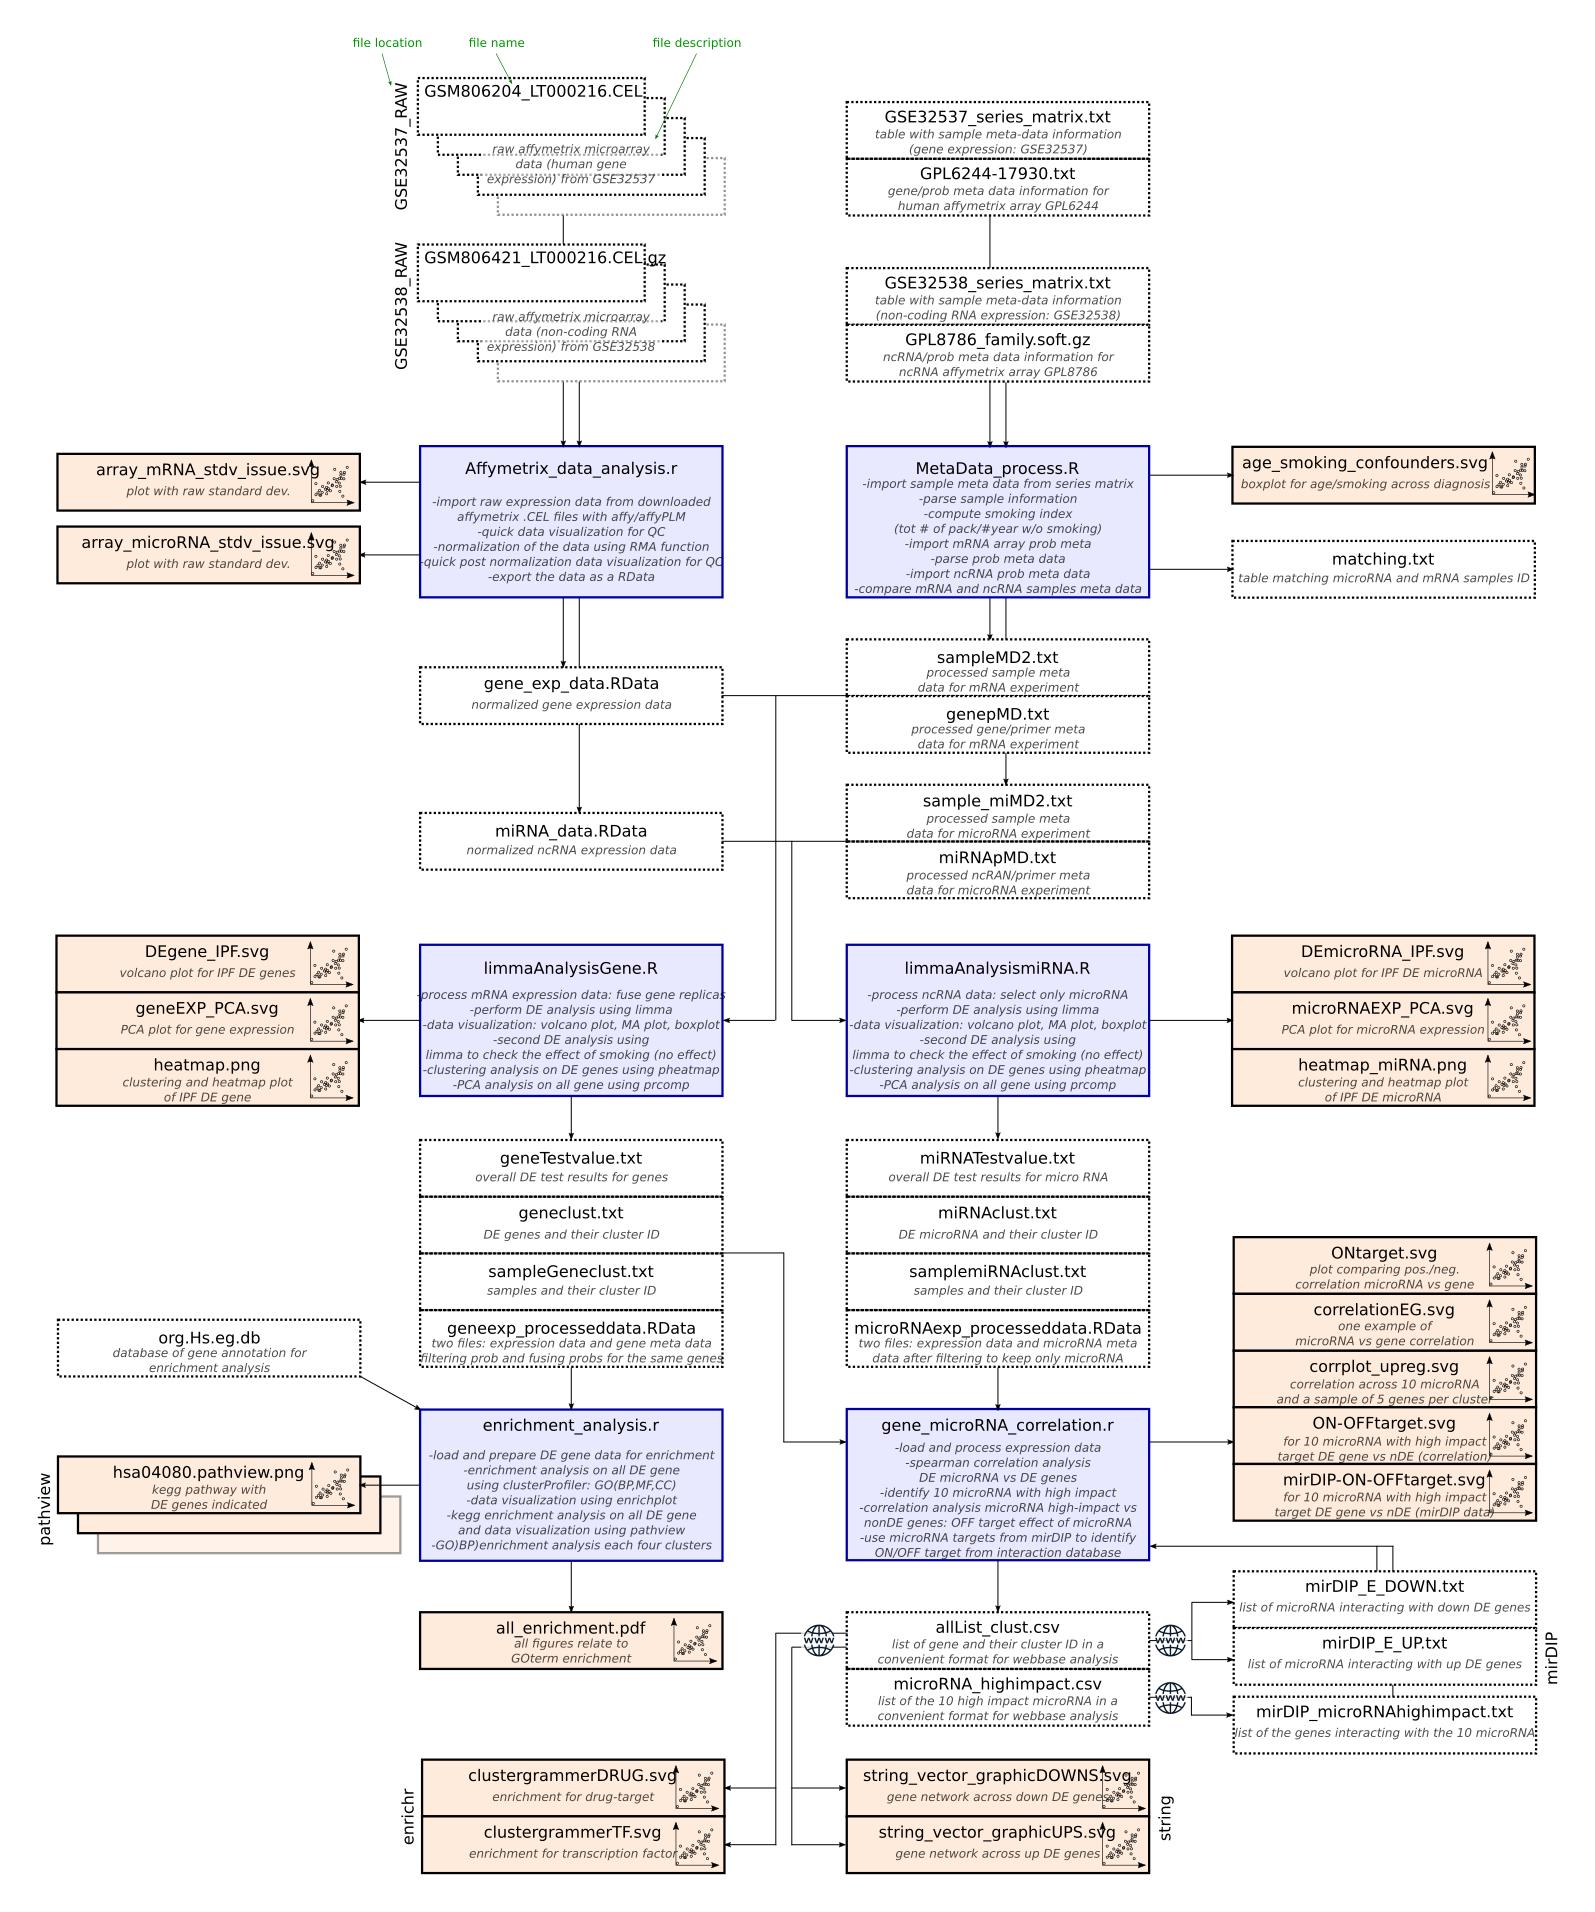 file location
file name
file description
GSE32537_RAW
GSM806204_LT000216.CEL
raw affymetrix microarray
data (human gene
expression) from GSE32537
GSE32537_series_matrix.txt
table with sample meta-data information
(gene expression: GSE32537)
GPL6244-17930.txt
gene/prob meta data information for
human affymetrix array GPL6244
GSE32538_RAW
GSM806421_LT000216.CEL.gz
raw affymetrix microarray
data (non-coding RNA
expression) from GSE32538
GSE32538_series_matrix.txt
table with sample meta-data information
(non-coding RNA expression: GSE32538)
GPL8786_family.soft.gz
ncRNA/prob meta data information for
ncRNA affymetrix array GPL8786
array_mRNA_stdv_issue.svg
plot with raw standard dev.
array_microRNA_stdv_issue.svg
plot with raw standard dev.
Affymetrix_data_analysis.r
-import raw expression data from downloaded
affymetrix .CEL files with affy/affyPLM
-quick data visualization for QC
-normalization of the data using RMA function
-quick post normalization data visualization for QC
-export the data as a RData
MetaData_process.R
-import sample meta data from series matrix
-parse sample information
-compute smoking index
(tot # of pack/#year w/o smoking)
-import mRNA array prob meta
-parse prob meta data
-import ncRNA prob meta data
-compare mRNA and ncRNA samples meta data
age_smoking_confounders.svg
boxplot for age/smoking across diagnosis
matching.txt
table matching microRNA and mRNA samples ID
gene_exp_data.RData
normalized gene expression data
sampleMD2.txt
processed sample meta
data for mRNA experiment
genepMD.txt
processed gene/primer meta
data for mRNA experiment
miRNA_data.RData
normalized ncRNA expression data
sample_miMD2.txt
processed sample meta
data for microRNA experiment
miRNApMD.txt
processed ncRAN/primer meta
data for microRNA experiment
DEgene_IPF.svg
volcano plot for IPF DE genes
geneEXP_PCA.svg
PCA plot for gene expression
heatmap.png
clustering and heatmap plot
of IPF DE gene
limmaAnalysisGene.R
-process mRNA expression data: fuse gene replicas
-perform DE analysis using limma
-data visualization: volcano plot, MA plot, boxplot
-second DE analysis using
limma to check the effect of smoking (no effect)
-clustering analysis on DE genes using pheatmap
-PCA analysis on all gene using prcomp
limmaAnalysismiRNA.R
-process ncRNA data: select only microRNA
-perform DE analysis using limma
-data visualization: volcano plot, MA plot, boxplot
-second DE analysis using
limma to check the effect of smoking (no effect)
-clustering analysis on DE genes using pheatmap
-PCA analysis on all gene using prcomp
DEmicroRNA_IPF.svg
volcano plot for IPF DE microRNA
microRNAEXP_PCA.svg
PCA plot for microRNA expression
heatmap_miRNA.png
clustering and heatmap plot
of IPF DE microRNA
geneTestvalue.txt
overall DE test results for genes
geneclust.txt
DE genes and their cluster ID
sampleGeneclust.txt
samples and their cluster ID
geneexp_processeddata.RData
two files: expression data and gene meta data
filtering prob and fusing probs for the same genes
miRNATestvalue.txt
overall DE test results for micro RNA
miRNAclust.txt
DE microRNA and their cluster ID
samplemiRNAclust.txt
samples and their cluster ID
microRNAexp_processeddata.RData
two files: expression data and microRNA meta
data after filtering to keep only microRNA
ONtarget.svg
plot comparing pos./neg.
correlation microRNA vs gene
correlationEG.svg
one example of
microRNA vs gene correlation
corrplot_upreg.svg
correlation across 10 microRNA
and a sample of 5 genes per cluster
ON-OFFtarget.svg
for 10 microRNA with high impact
target DE gene vs nDE (correlation)
mirDIP-ON-OFFtarget.svg
for 10 microRNA with high impact
target DE gene vs nDE (mirDIP data)
org.Hs.eg.db
database of gene annotation for
enrichment analysis
pathview
hsa04080.pathview.png
kegg pathway with
DE genes indicated
enrichment_analysis.r
-load and prepare DE gene data for enrichment
-enrichment analysis on all DE gene
using clusterProfiler: GO(BP,MF,CC)
-data visualization using enrichplot
-kegg enrichment analysis on all DE gene
and data visualization using pathview
-GO)BP)enrichment analysis each four clusters
gene_microRNA_correlation.r
-load and process expression data
-spearman correlation analysis
DE microRNA vs DE genes
-identify 10 microRNA with high impact
-correlation analysis microRNA high-impact vs
nonDE genes: OFF target effect of microRNA
-use microRNA targets from mirDIP to identify
ON/OFF target from interaction database
all_enrichment.pdf
all figures relate to
GOterm enrichment
www
allList_clust.csv
list of gene and their cluster ID in a
convenient format for webbase analysis
microRNA_highimpact.csv
list of the 10 high impact microRNA in a
convenient format for webbase analysis
www
www
mirDIP_E_DOWN.txt
list of microRNA interacting with down DE genes
mirDIP_E_UP.txt
list of microRNA interacting with up DE genes
mirDIP_microRNAhighimpact.txt
list of the genes interacting with the 10 microRNA
mirDIP
enrichr
clustergrammerDRUG.svg
enrichment for drug-target
clustergrammerTF.svg
enrichment for transcription factor
string_vector_graphicDOWNS.svg
gene network across down DE genes
string_vector_graphicUPS.svg
gene network across up DE genes
string